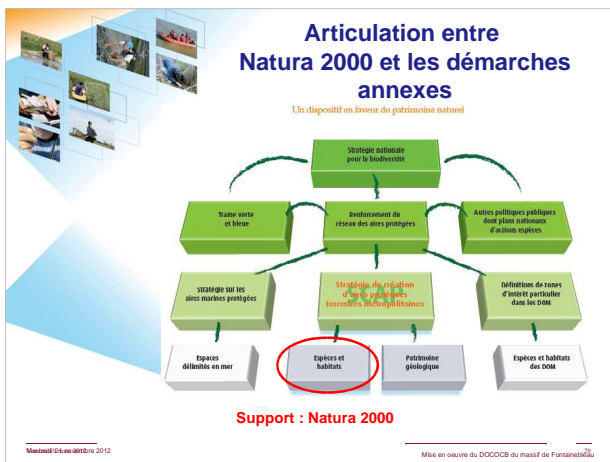 Articulation entre
Natura 2000 et les démarches
annexes
Un dispositif en faveur du patrimoine naturel
Stratégie nationale
pour la biodiversité
Trame verte
et bleue
Renforcement du
réseau des aires protégées
Autres politiques publiques
dont plans nationaux
d'actions espèces
Stratégie sur les
aires marines protégées
SCAP
Stratégie de création
d'aires protégées
terrestres métropolitaines
Définitions de zones
d'intérêt particulier
dans les DOM
Espaces
délimités en mer
Espèces et
habitats
Patrimoine
géologique
Espèces et habitats
des DOM
Support : Natura 2000
2012
29
Mise en oeuvre du DOCOCB du massif de Fontainebleau